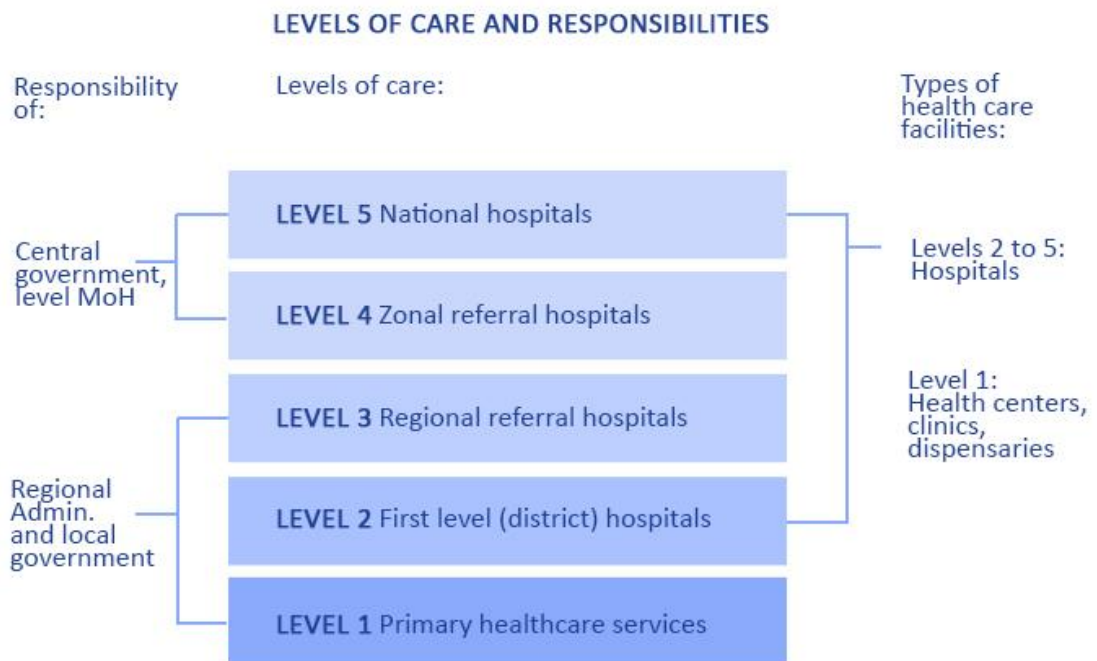 LEVELS OF CARE AND RESPONSIBILITIES
Responsibility
of:
Levels of care:
Types of
health care
facilities:
LEVEL 5 National hospitals
Central
government,
level MoH
Levels 2 to 5:
Hospitals
LEVEL 4 Zonal referral hospitals
LEVEL 3 Regional referral hospitals
Level 1:
Health centers,
clinics,
dispensaries
Regional
Admin.
and local
government
LEVEL 2 First level (district) hospitals
LEVEL 1 Primary healthcare services